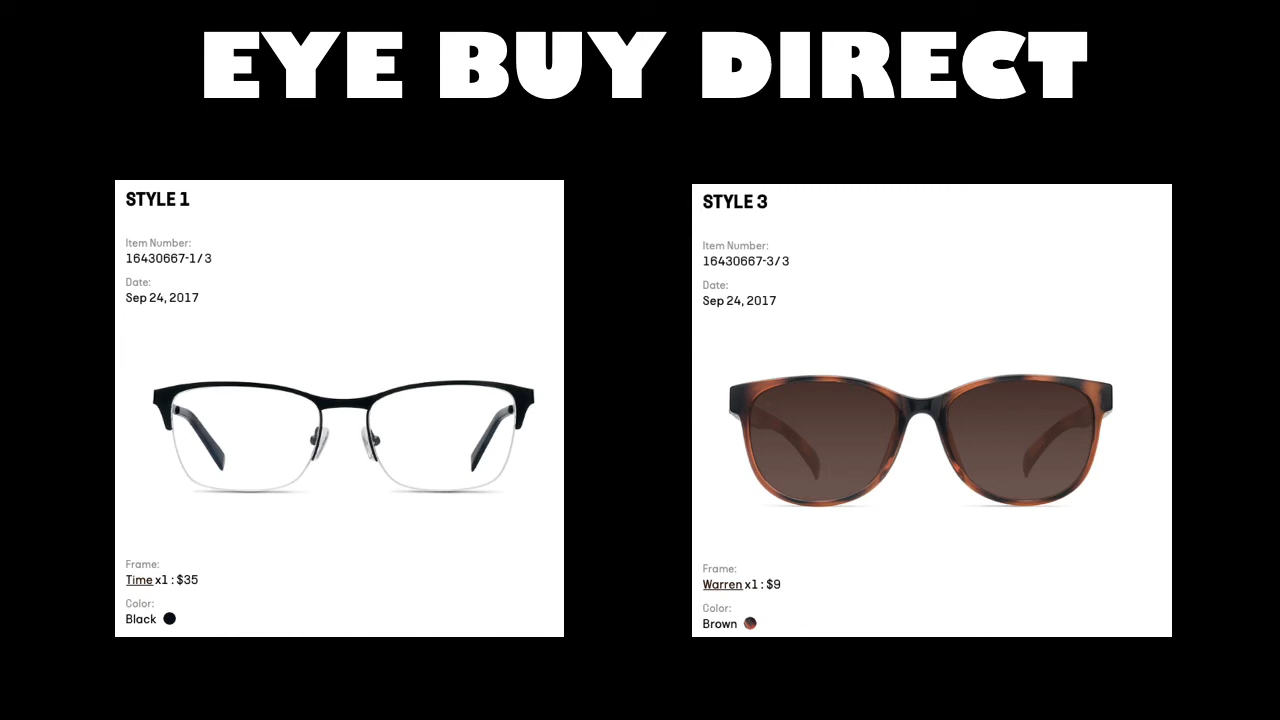 EYE BUY DIRECT
STYLE 1
Item Number:
16430667-1/3
Date:
Sep 24, 2017
Frame:
Time x1 : $35
Color:
Black
STYLE 3
Item Number:
16430667-3/3
Date:
Sep 24, 2017
Frame:
Warren x1 : $9
Color:
Brown